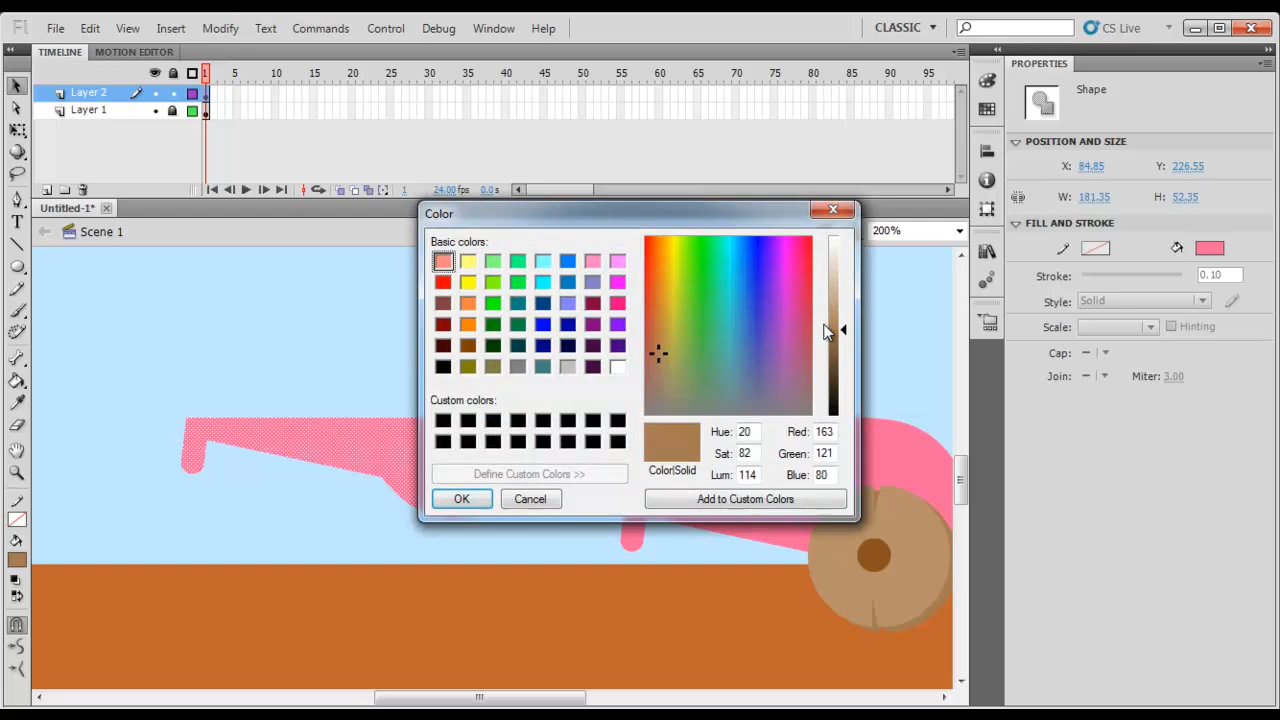 Fl File Edit View Insert Modify Text Commands Control Debug Window Help CLASSIC CS Live
TIMELINE MOTION EDITOR
1 5 10 15 20 25 30 35 40 45 50 55 60 65 70 75 80 85 90 95
Layer 2
Layer 1
1 24.00 fps 0.0 s
Untitled-1*
Scene 1
200%
Color
Basic colors:
Custom colors:
Define Custom Colors >>
OK Cancel
Color|Solid
Hue: 20 Red: 163
Sat: 82 Green: 121
Lum: 114 Blue: 80
Add to Custom Colors
PROPERTIES
Shape
POSITION AND SIZE
X: 84.85 Y: 226.55
W: 181.35 H: 52.35
FILL AND STROKE
Stroke: 0.10
Style: Solid
Scale: Hinting
Cap:
Join: Miter: 3.00